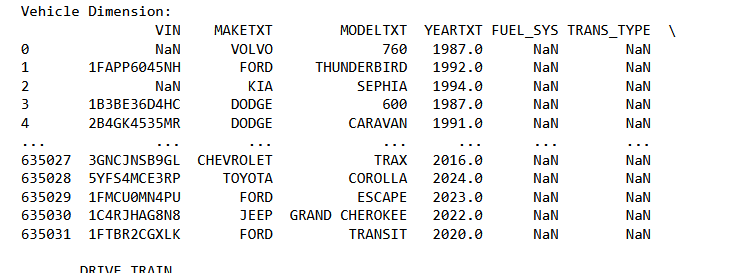 Vehicle Dimension:
VIN MAKETXT MODELTXT YEARTXT FUEL_SYS TRANS_TYPE \
0 NaN VOLVO 760 1987.0 NaN NaN
1 1FAPP6045NH FORD THUNDERBIRD 1992.0 NaN NaN
2 NaN KIA SEPHIA 1994.0 NaN NaN
3 1B3BE36D4HC DODGE 600 1987.0 NaN NaN
4 2B4GK4535MR DODGE CARAVAN 1991.0 NaN NaN
... ... ... ... ... ... ...
635027 3GNCJNSB9GL CHEVROLET TRAX 2016.0 NaN NaN
635028 5YFS4MCE3RP TOYOTA COROLLA 2024.0 NaN NaN
635029 1FMCU0MN4PU FORD ESCAPE 2023.0 NaN NaN
635030 1C4RJHAG8N8 JEEP GRAND CHEROKEE 2022.0 NaN NaN
635031 1FTBR2CGXLK FORD TRANSIT 2020.0 NaN NaN
DRIVE_TRAIN